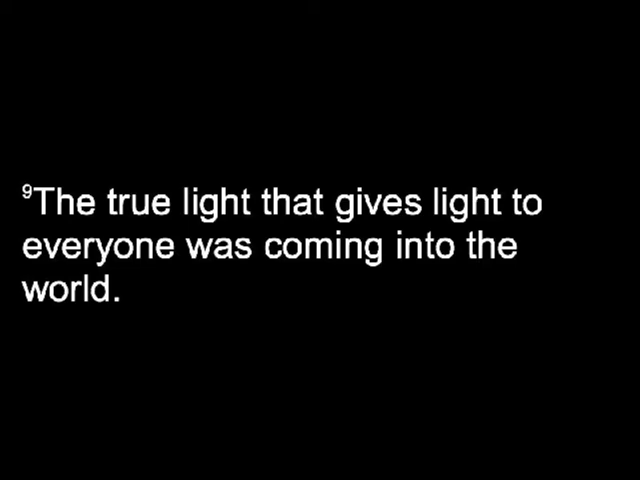 ⁹The true light that gives light to
everyone was coming into the
world.